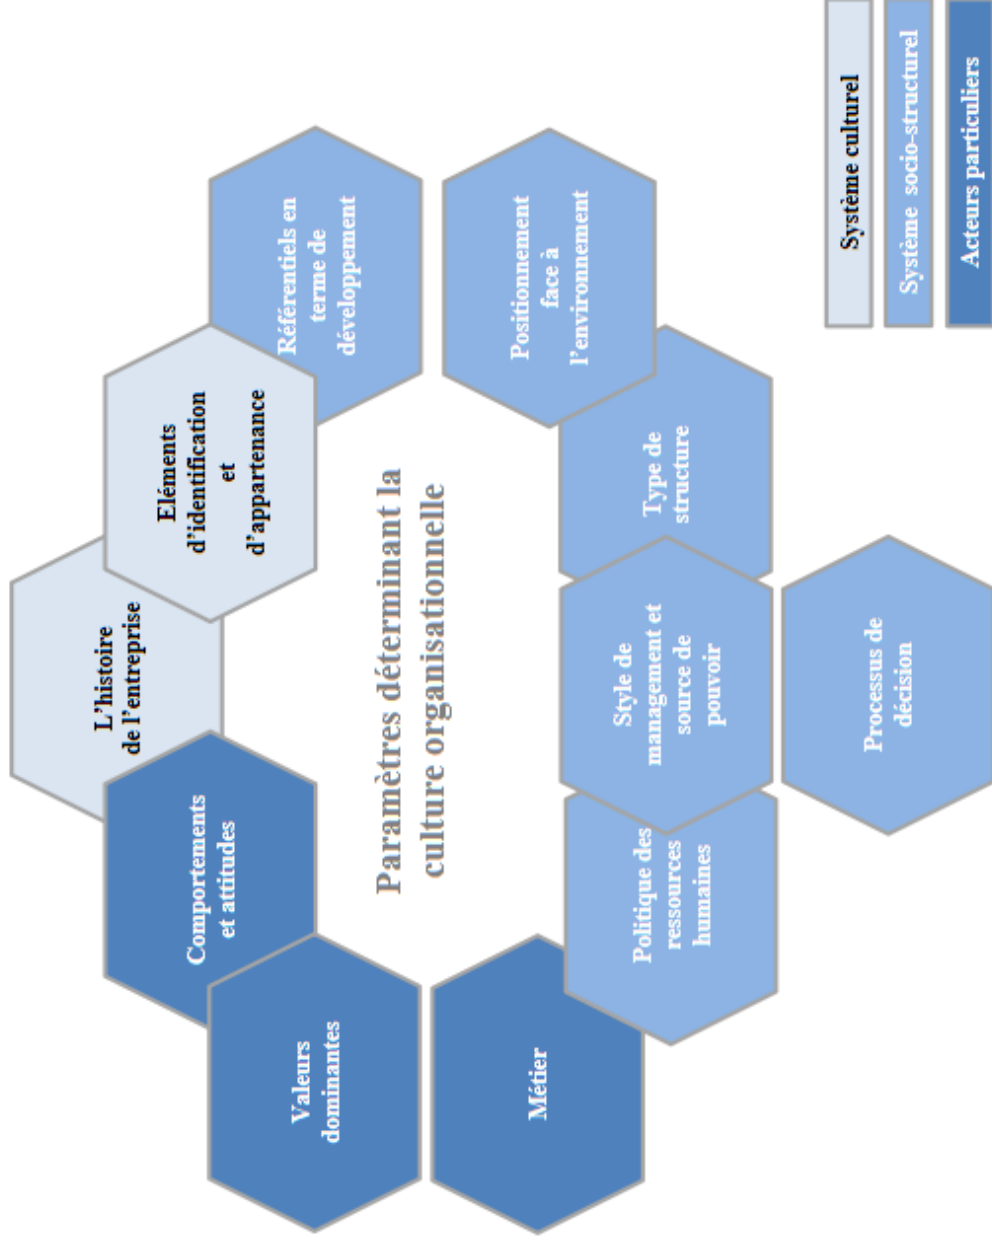 L'histoire
de l'entreprise
Eléments
d'identification
et
d'appartenance
Comportements
et attitudes
Référentiels en
terme de
développement
Valeurs
dominantes
Paramètres déterminant la
culture organisationnelle
Positionnement
face à
l'environnement
Métier
Type de
structure
Style de
management et
source de
pouvoir
Politique des
ressources
humaines
Processus de
décision
Système culturel
Système socio-structurel
Acteurs particuliers